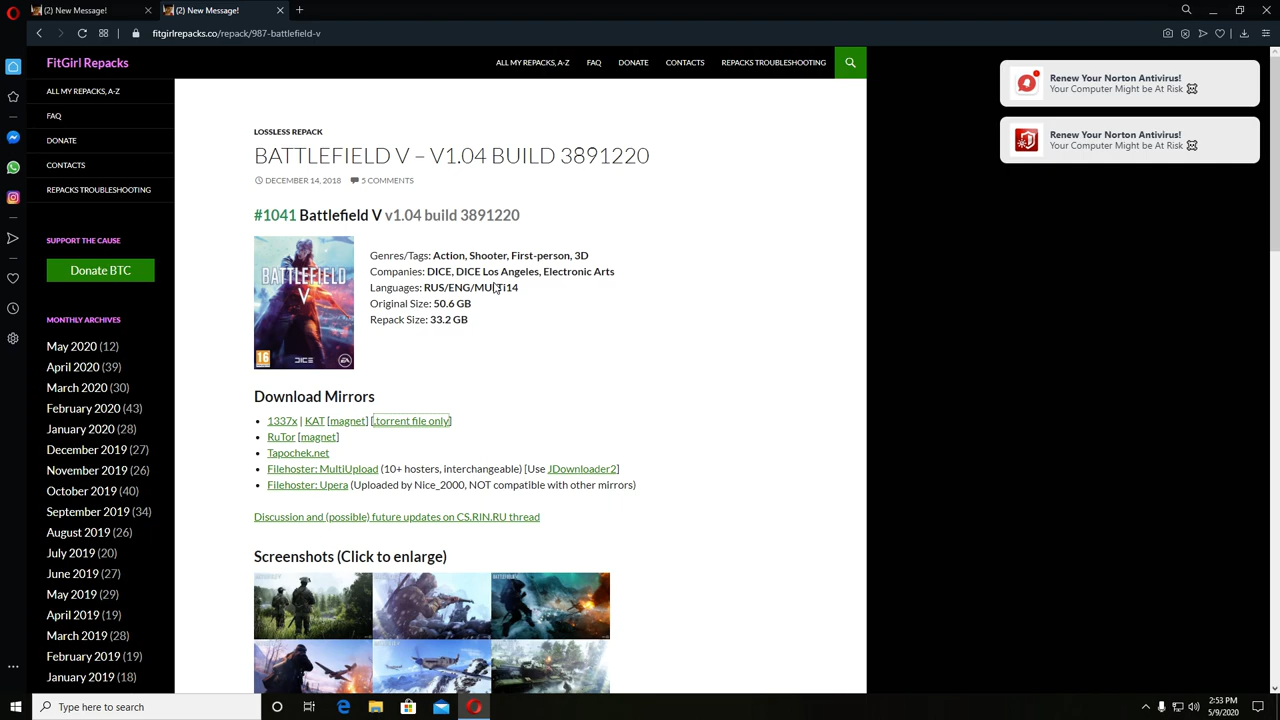 (2) New Message!
(2) New Message!
fitgirlrepacks.co/repack/987-battlefield-v
FitGirl Repacks
ALL MY REPACKS, A-Z
FAQ
DONATE
CONTACTS
REPACKS TROUBLESHOOTING
ALL MY REPACKS, A-Z
FAQ
DONATE
CONTACTS
REPACKS TROUBLESHOOTING
SUPPORT THE CAUSE
Donate BTC
MONTHLY ARCHIVES
May 2020 (12)
April 2020 (39)
March 2020 (30)
February 2020 (43)
January 2020 (28)
December 2019 (27)
November 2019 (26)
October 2019 (40)
September 2019 (34)
August 2019 (26)
July 2019 (20)
June 2019 (27)
May 2019 (29)
April 2019 (19)
March 2019 (28)
February 2019 (19)
January 2019 (18)
LOSSLESS REPACK
BATTLEFIELD V – V1.04 BUILD 3891220
DECEMBER 14, 2018 5 COMMENTS
#1041 Battlefield V v1.04 build 3891220
BATTLEFIELD
V
16
DICE
EA
Genres/Tags: Action, Shooter, First-person, 3D
Companies: DICE, DICE Los Angeles, Electronic Arts
Languages: RUS/ENG/MULTi14
Original Size: 50.6 GB
Repack Size: 33.2 GB
Download Mirrors
1337x | KAT [magnet] [.torrent file only]
RuTor [magnet]
Tapochek.net
Filehoster: MultiUpload (10+ hosters, interchangeable) [Use JDownloader2]
Filehoster: Upera (Uploaded by Nice_2000, NOT compatible with other mirrors)
Discussion and (possible) future updates on CS.RIN.RU thread
Screenshots (Click to enlarge)
Renew Your Norton Antivirus!
Your Computer Might be At Risk ☠
Renew Your Norton Antivirus!
Your Computer Might be At Risk ☠
Type here to search
2:53 PM
5/9/2020